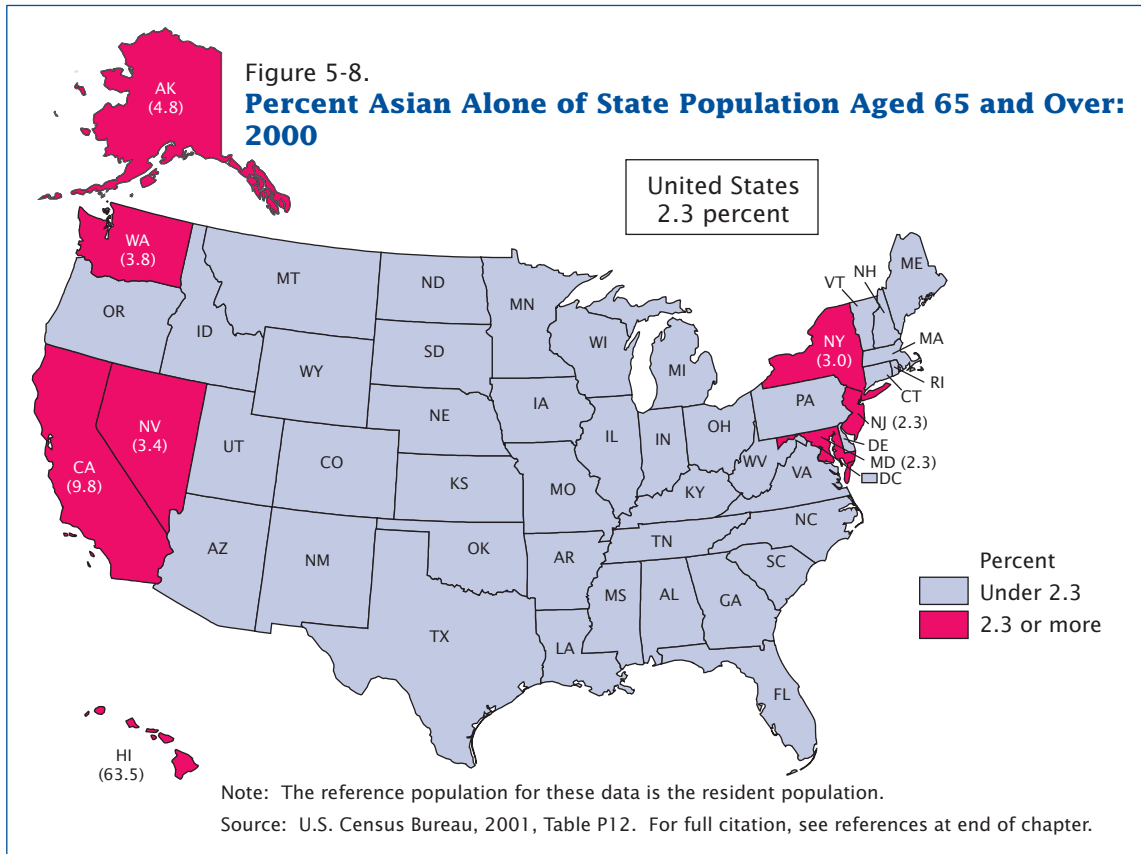 Figure 5-8.
Percent Asian Alone of State Population Aged 65 and Over:
2000
United States
2.3 percent
AK
(4.8)
WA
(3.8)
OR
ID
MT
ND
MN
SD
WY
NE
IA
WI
MI
NY
(3.0)
VT
NH
ME
MA
RI
CT
PA
NJ (2.3)
DE
MD (2.3)
DC
CA
(9.8)
NV
(3.4)
UT
CO
KS
MO
IL
IN
OH
WV
VA
KY
NC
TN
SC
AZ
NM
OK
AR
MS
AL
GA
TX
LA
FL
HI
(63.5)
Percent
Under 2.3
2.3 or more
Note: The reference population for these data is the resident population.
Source: U.S. Census Bureau, 2001, Table P12. For full citation, see references at end of chapter.